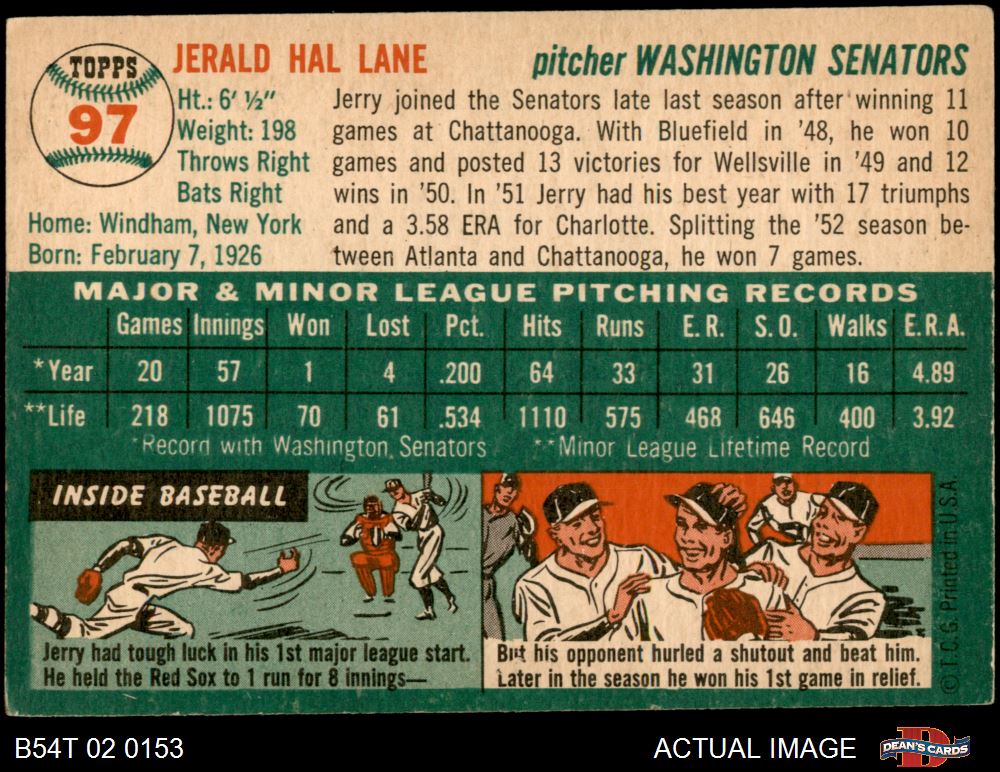 TOPPS
97
JERALD HAL LANE
pitcher WASHINGTON SENATORS
Ht.: 6' ½"
Weight: 198
Throws Right
Bats Right
Home: Windham, New York
Born: February 7, 1926
Jerry joined the Senators late last season after winning 11
games at Chattanooga. With Bluefield in '48, he won 10
games and posted 13 victories for Wellsville in '49 and 12
wins in '50. In '51 Jerry had his best year with 17 triumphs
and a 3.58 ERA for Charlotte. Splitting the '52 season be-
tween Atlanta and Chattanooga, he won 7 games.
MAJOR & MINOR LEAGUE PITCHING RECORDS
Games Innings Won Lost Pct. Hits Runs E.R. S.O. Walks E.R.A.
*Year 20 57 1 4 .200 64 33 31 26 16 4.89
**Life 218 1075 70 61 .534 1110 575 468 646 400 3.92
*Record with Washington Senators **Minor League Lifetime Record
INSIDE BASEBALL
Jerry had tough luck in his 1st major league start.
He held the Red Sox to 1 run for 8 innings—
But his opponent hurled a shutout and beat him.
Later in the season he won his 1st game in relief.
© T.C.G. Printed in U.S.A.
B54T 02 0153
ACTUAL IMAGE
DEAN'S CARDS